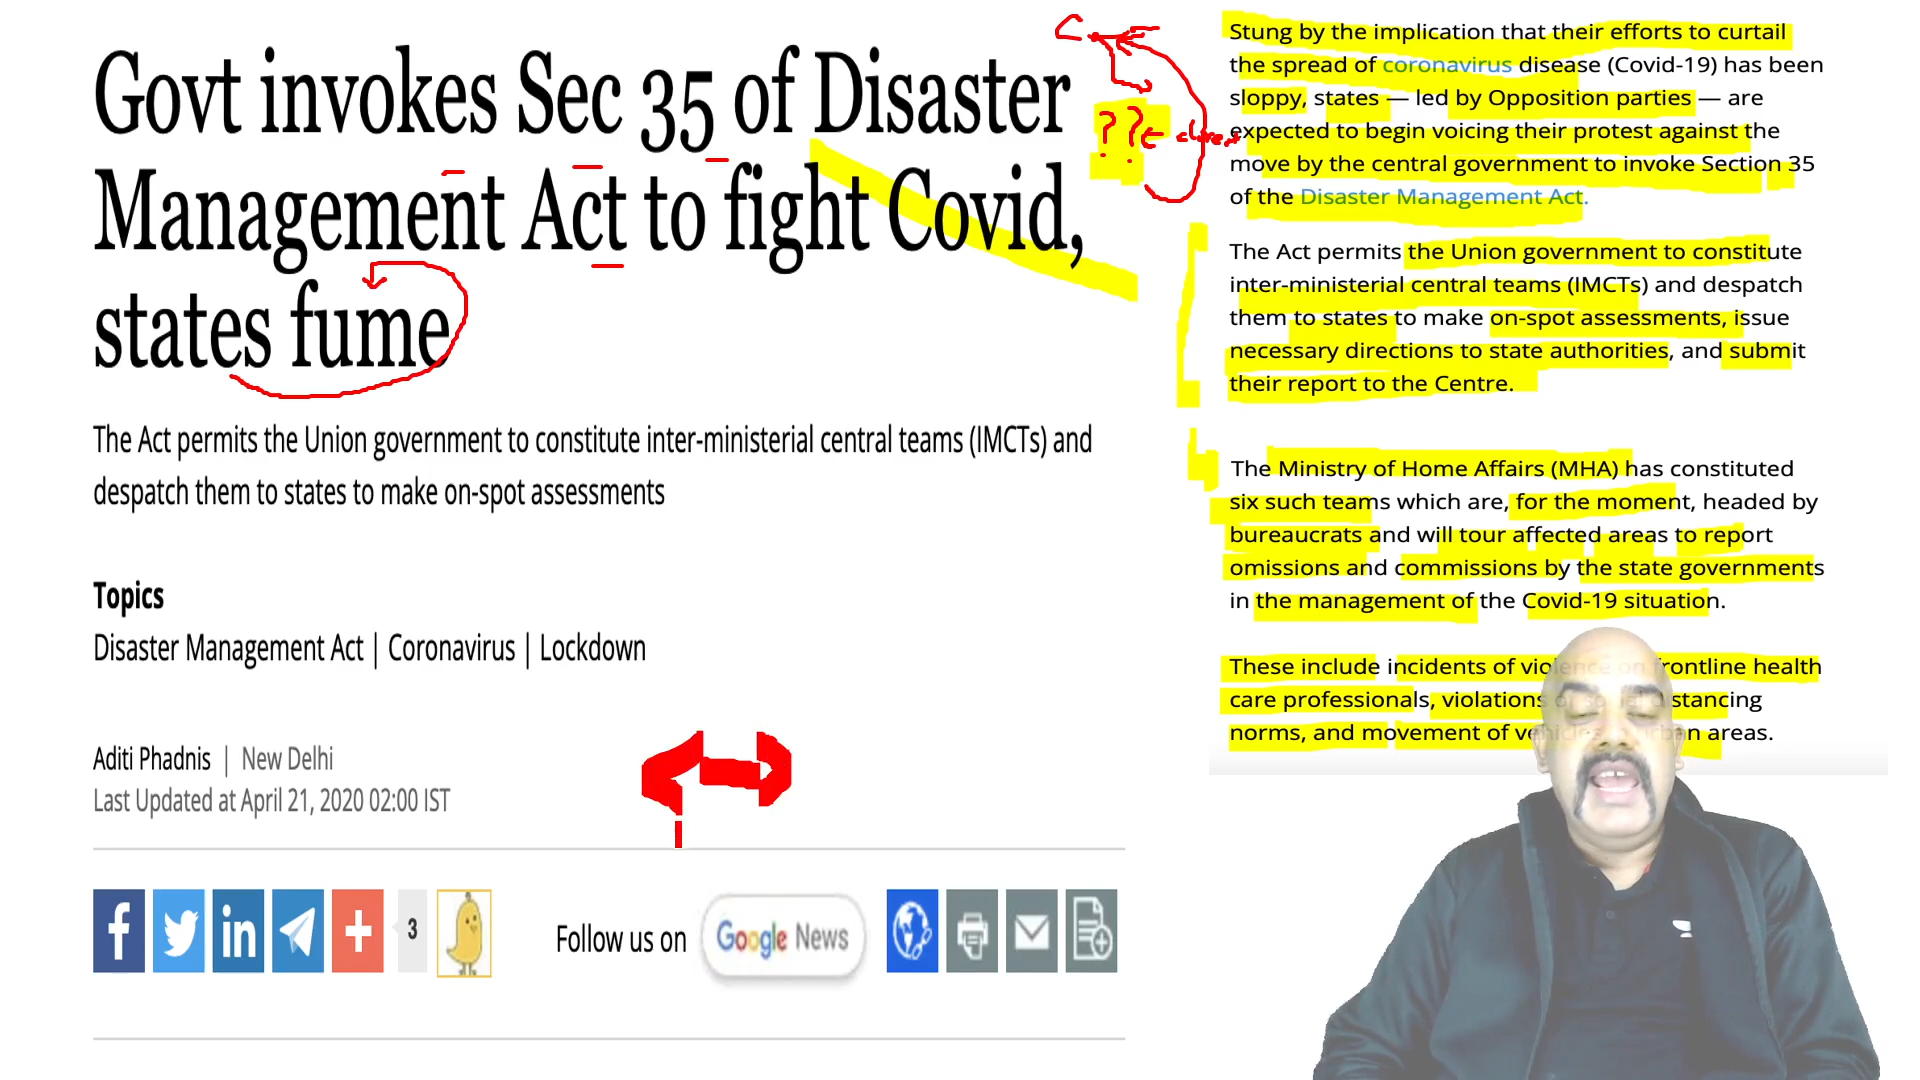 Govt invokes Sec 35 of Disaster
Management Act to fight Covid,
states fume
The Act permits the Union government to constitute inter-ministerial central teams (IMCTs) and
despatch them to states to make on-spot assessments
Topics
Disaster Management Act | Coronavirus | Lockdown
Aditi Phadnis | New Delhi
Last Updated at April 21, 2020 02:00 IST
3
Follow us on
Google News
??
Stung by the implication that their efforts to curtail
the spread of coronavirus disease (Covid-19) has been
sloppy, states — led by Opposition parties — are
expected to begin voicing their protest against the
move by the central government to invoke Section 35
of the Disaster Management Act.
The Act permits the Union government to constitute
inter-ministerial central teams (IMCTs) and despatch
them to states to make on-spot assessments, issue
necessary directions to state authorities, and submit
their report to the Centre.
The Ministry of Home Affairs (MHA) has constituted
six such teams which are, for the moment, headed by
bureaucrats and will tour affected areas to report
omissions and commissions by the state governments
in the management of the Covid-19 situation.
These include incidents of violence on frontline health
care professionals, violations of social distancing
norms, and movement of vehicles urban areas.